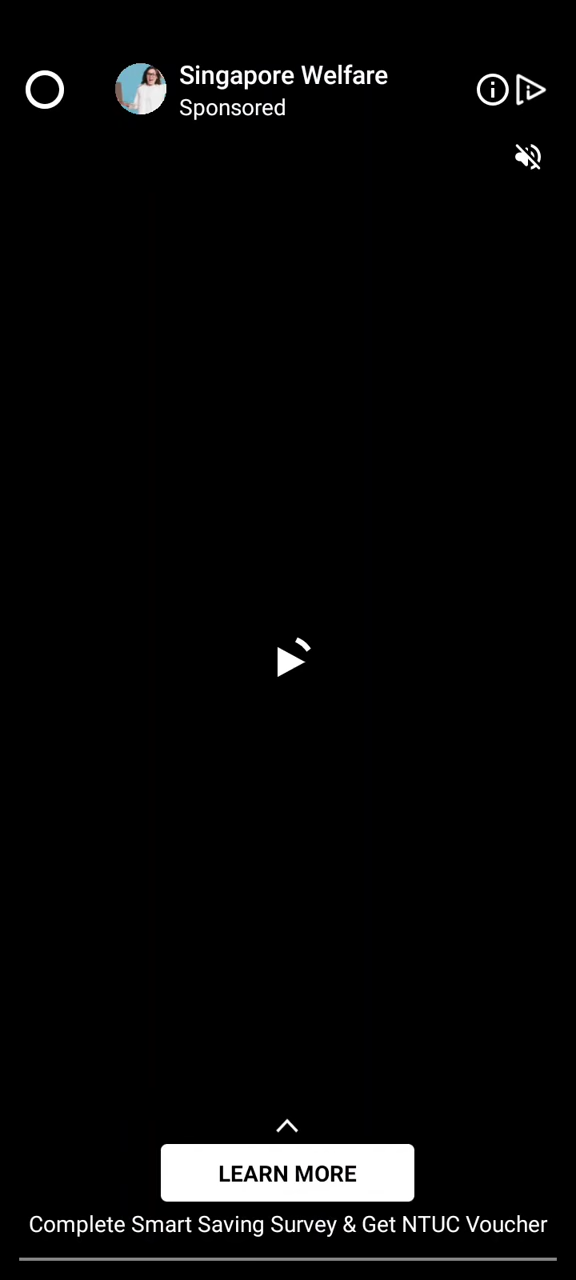 Singapore Welfare
Sponsored
LEARN MORE
Complete Smart Saving Survey & Get NTUC Voucher